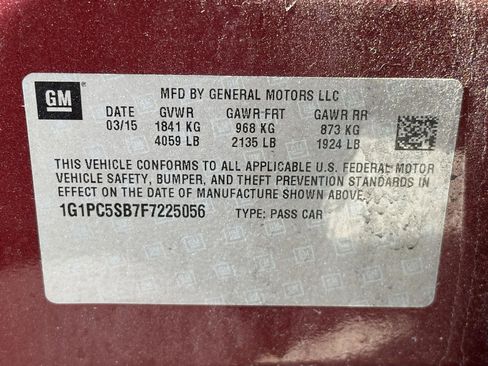 GM
MFD BY GENERAL MOTORS LLC
DATE GVWR GAWR FRT GAWR RR
03/15 1841 KG 968 KG 873 KG
4059 LB 2135 LB 1924 LB
THIS VEHICLE CONFORMS TO ALL APPLICABLE U.S. FEDERAL MOTOR
VEHICLE SAFETY, BUMPER, AND THEFT PREVENTION STANDARDS IN
EFFECT ON THE DATE OF MANUFACTURE SHOWN ABOVE.
1G1PC5SB7F7225056 TYPE: PASS CAR